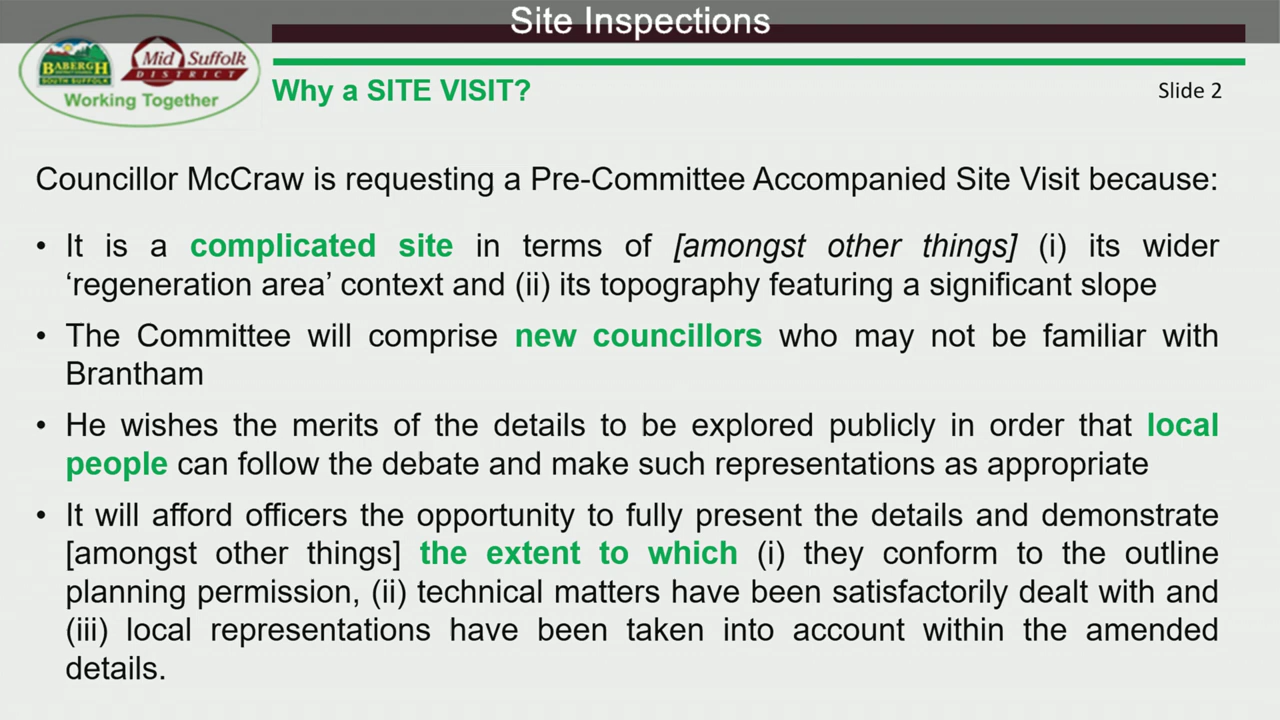 Site Inspections
BABERGH
DISTRICT COUNCIL
SOUTH SUFFOLK
Mid Suffolk
DISTRICT
Working Together
Why a SITE VISIT?
Slide 2
Councillor McCraw is requesting a Pre-Committee Accompanied Site Visit because:
• It is a complicated site in terms of [amongst other things] (i) its wider
‘regeneration area’ context and (ii) its topography featuring a significant slope
• The Committee will comprise new councillors who may not be familiar with
Brantham
• He wishes the merits of the details to be explored publicly in order that local
people can follow the debate and make such representations as appropriate
• It will afford officers the opportunity to fully present the details and demonstrate
[amongst other things] the extent to which (i) they conform to the outline
planning permission, (ii) technical matters have been satisfactorily dealt with and
(iii) local representations have been taken into account within the amended
details.